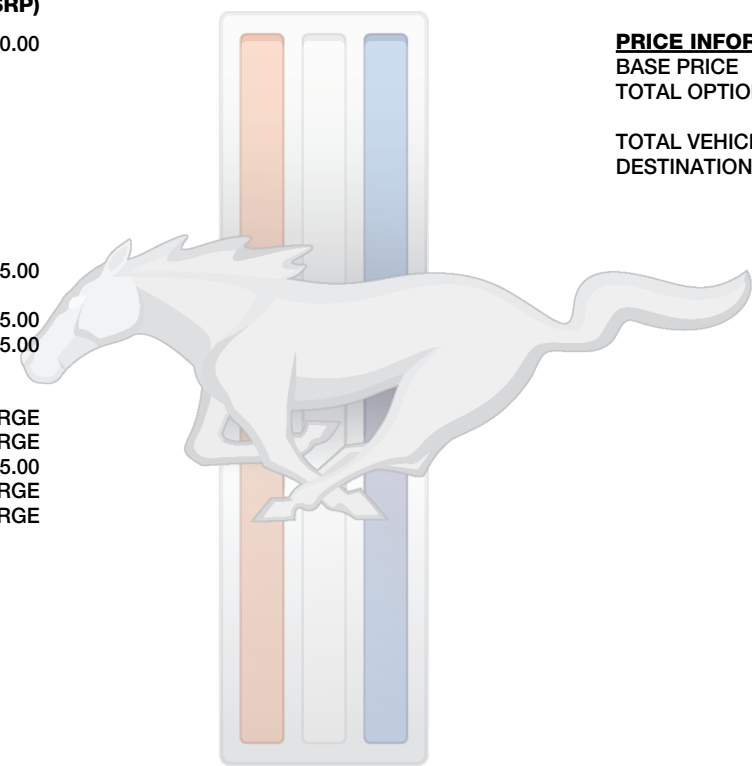 SRP)
0.00
5.00
5.00
5.00
RGE
RGE
5.00
RGE
RGE
PRICE INFOR
BASE PRICE
TOTAL OPTIO
TOTAL VEHIC
DESTINATION